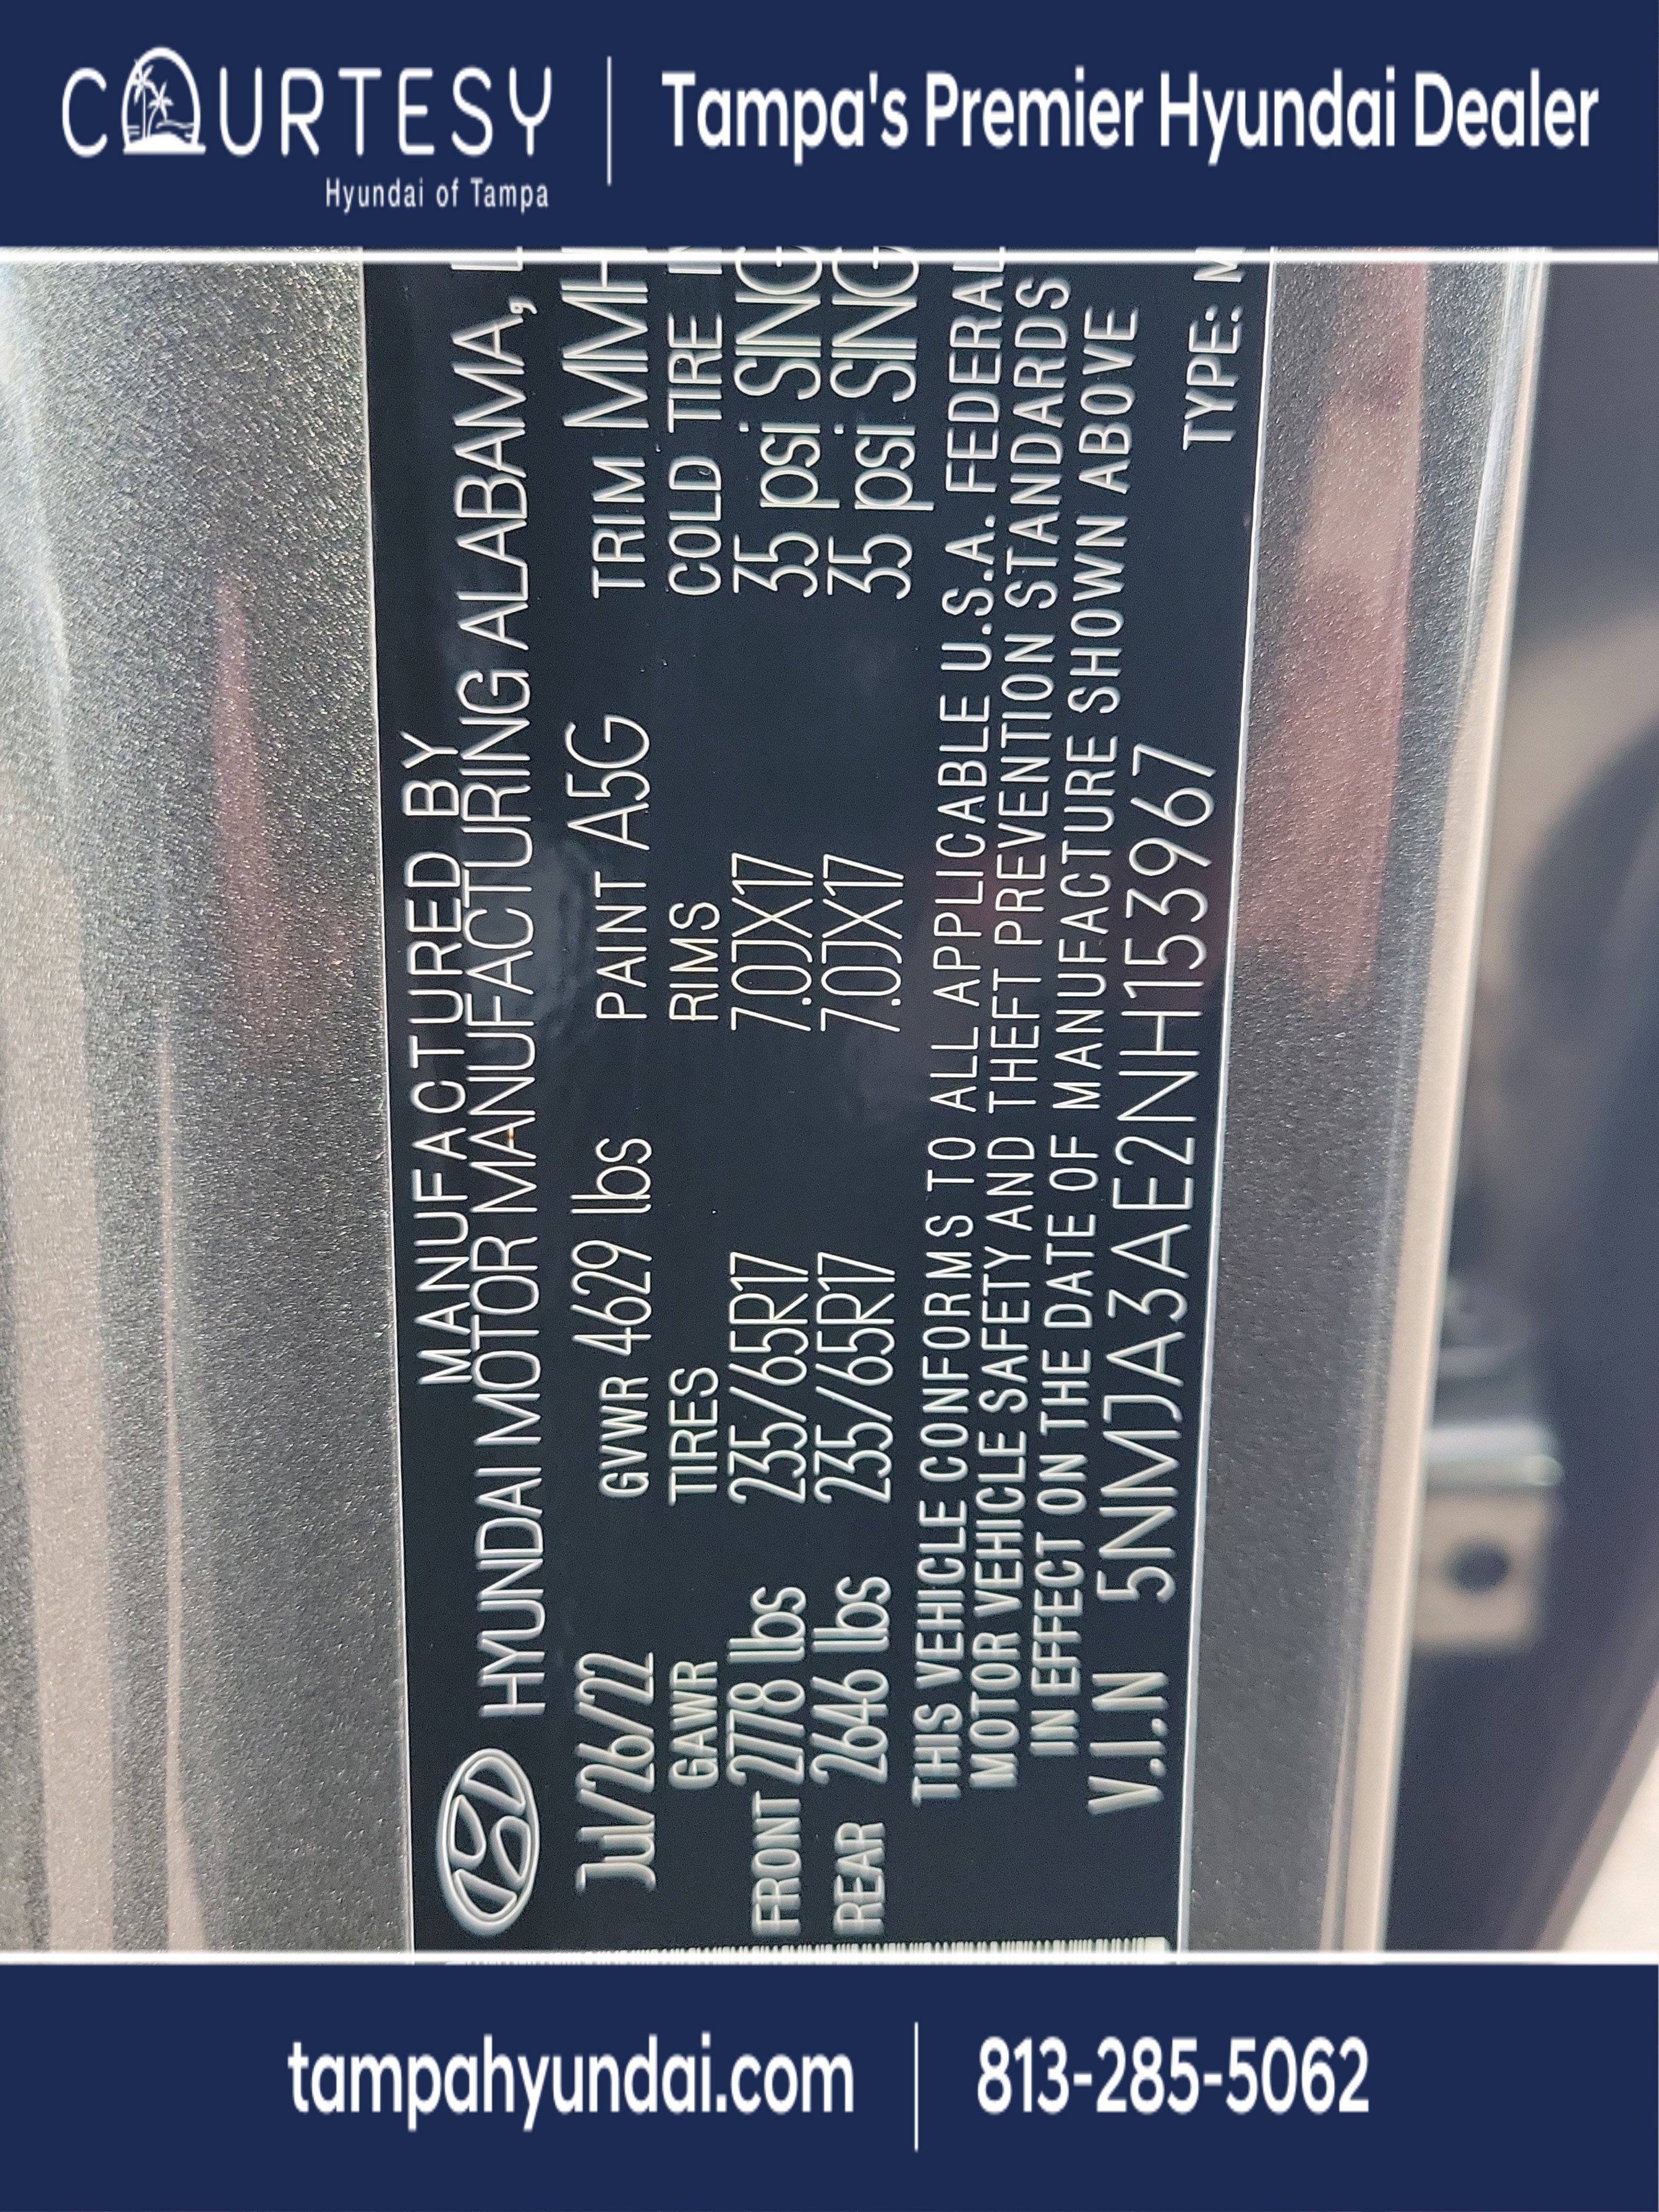 COURTESY
Hyundai of Tampa
Tampa's Premier Hyundai Dealer
MANUFACTURED BY
HYUNDAI MOTOR MANUFACTURING ALABAMA,
Jul/26/22 GVWR 4629 lbs PAINT A5G TRIM MMH
GAWR TIRES RIMS COLD TIRE
FRONT 2778 lbs 235/65R17 7.0JX17 35 psi SING
REAR 2646 lbs 235/65R17 7.0JX17 35 psi SING
THIS VEHICLE CONFORMS TO ALL APPLICABLE U.S.A. FEDERAL
MOTOR VEHICLE SAFETY AND THEFT PREVENTION STANDARDS
IN EFFECT ON THE DATE OF MANUFACTURE SHOWN ABOVE
V.I.N 5NMJA3AE2NH153967
TYPE:
tampahyundai.com
813-285-5062